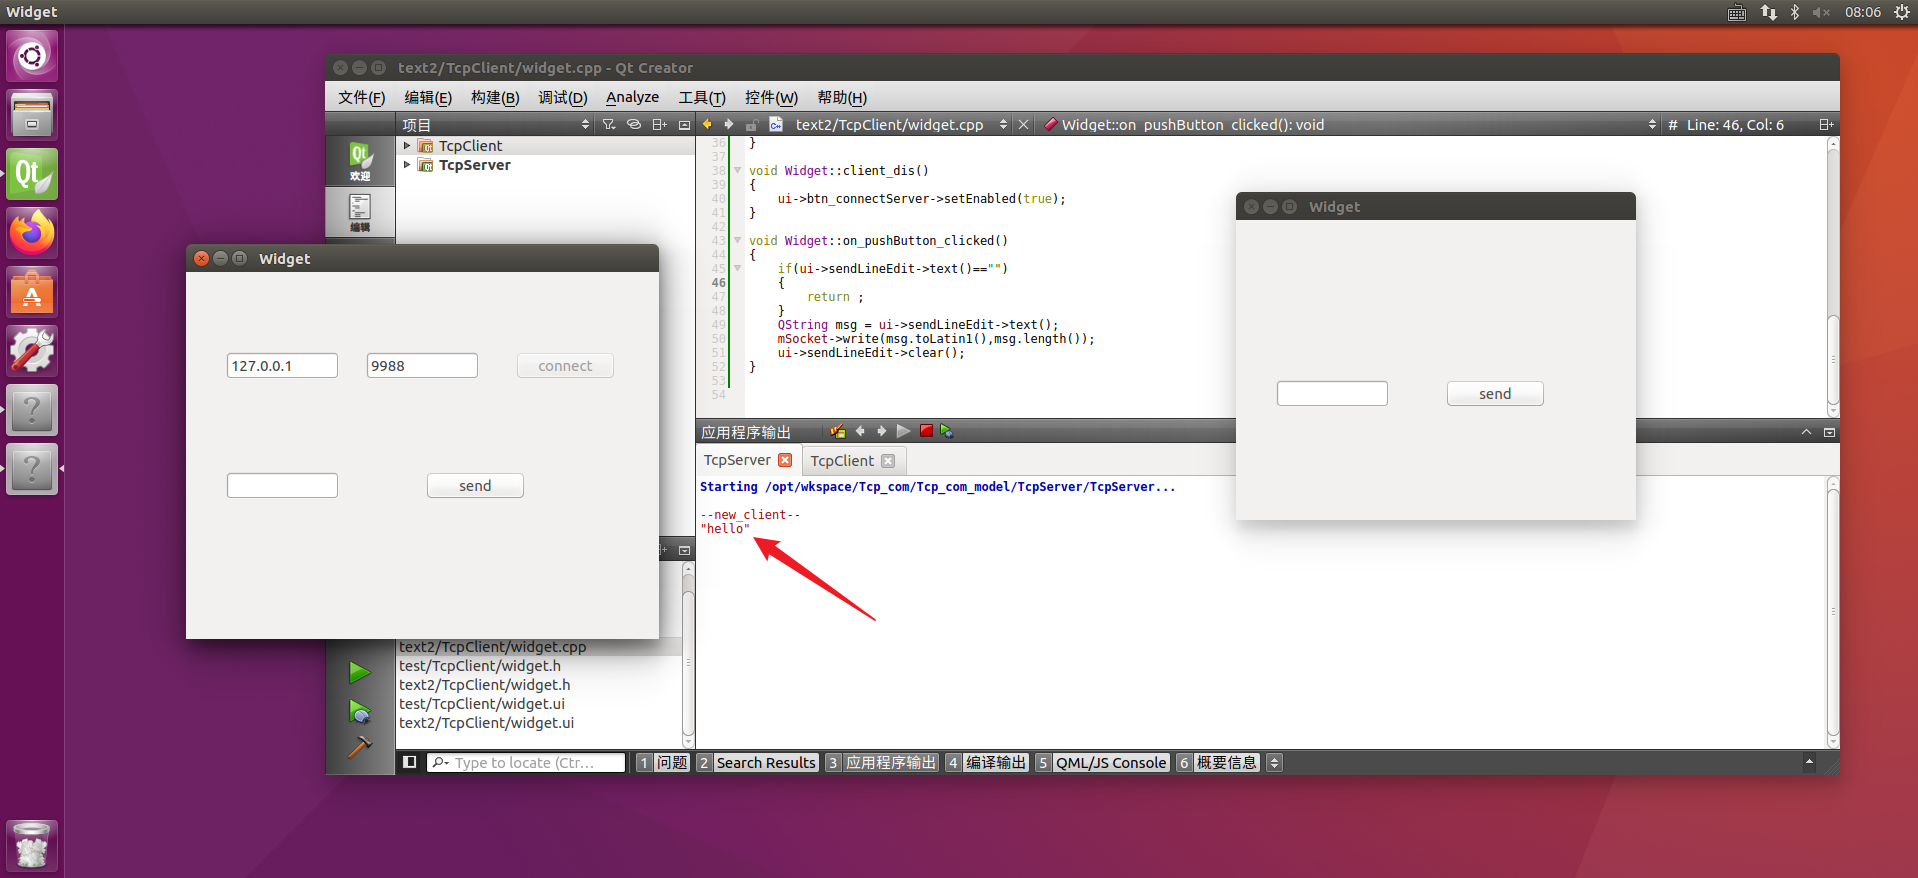 Widget
08:06
text2/TcpClient/widget.cpp - Qt Creator
文件(F) 编辑(E) 构建(B) 调试(D) Analyze 工具(T) 控件(W) 帮助(H)
项目
text2/TcpClient/widget.cpp
Widget::on_pushButton_clicked(): void
# Line: 46, Col: 6
欢迎
编辑
TcpClient
TcpServer
36 }
37
38 void Widget::client_dis()
39 {
40 ui->btn_connectServer->setEnabled(true);
41 }
42
43 void Widget::on_pushButton_clicked()
44 {
45 if(ui->sendLineEdit->text()=="")
46 {
47 return ;
48 }
49 QString msg = ui->sendLineEdit->text();
50 mSocket->write(msg.toLatin1(),msg.length());
51 ui->sendLineEdit->clear();
52 }
53
54
Widget
127.0.0.1 9988 connect
send
Widget
send
应用程序输出
TcpServer TcpClient
Starting /opt/wkspace/Tcp_com/Tcp_com_model/TcpServer/TcpServer...
--new_client--
"hello"
text2/TcpClient/widget.cpp
test/TcpClient/widget.h
text2/TcpClient/widget.h
test/TcpClient/widget.ui
text2/TcpClient/widget.ui
Type to locate (Ctr...
1 问题 2 Search Results 3 应用程序输出 4 编译输出 5 QML/JS Console 6 概要信息